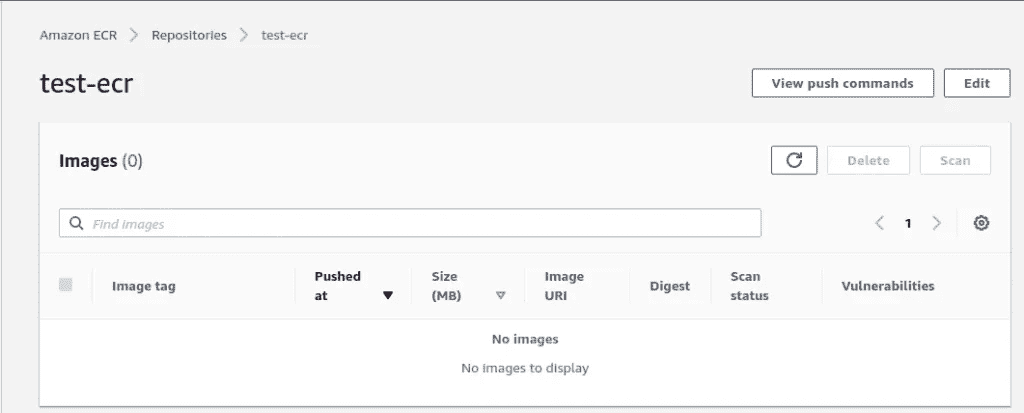 Amazon ECR > Repositories > test-ecr
test-ecr
View push commands
Edit
Images (0)
Delete
Scan
Find images
1
Image tag
Pushed at
Size (MB)
Image URI
Digest
Scan status
Vulnerabilities
No images
No images to display